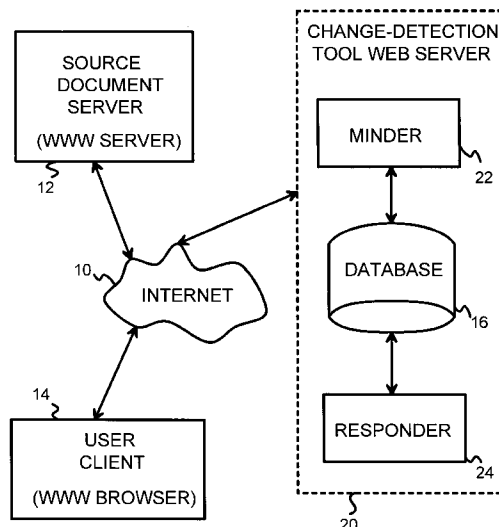 SOURCE
DOCUMENT
SERVER
(WWW SERVER)
12
CHANGE-DETECTION
TOOL WEB SERVER
MINDER
22
10
INTERNET
DATABASE
16
14
USER
CLIENT
(WWW BROWSER)
RESPONDER
24
20